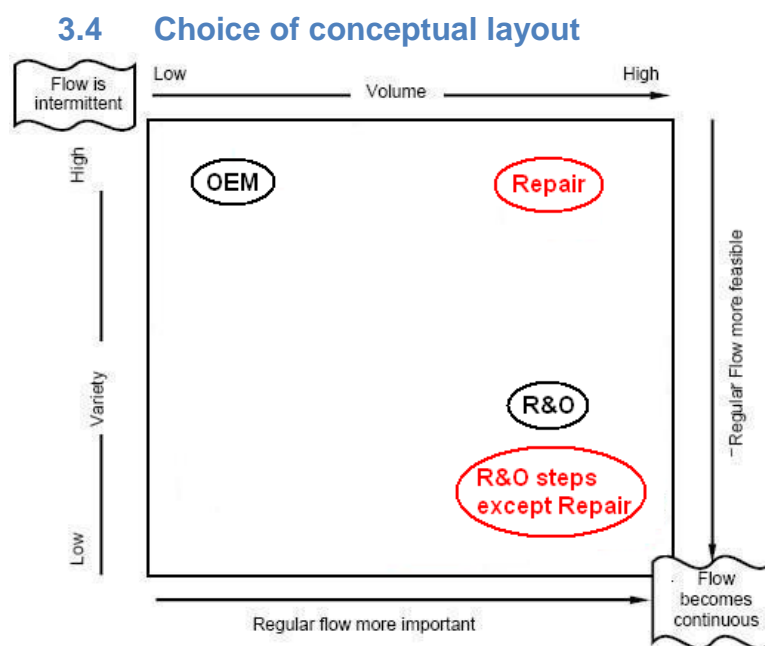 3.4 Choice of conceptual layout
Flow is
intermittent
Low
High
Volume
High
OEM
Repair
Variety
R&O
R&O steps
except Repair
Low
Regular Flow more feasible
Flow
becomes
continuous
Regular flow more important